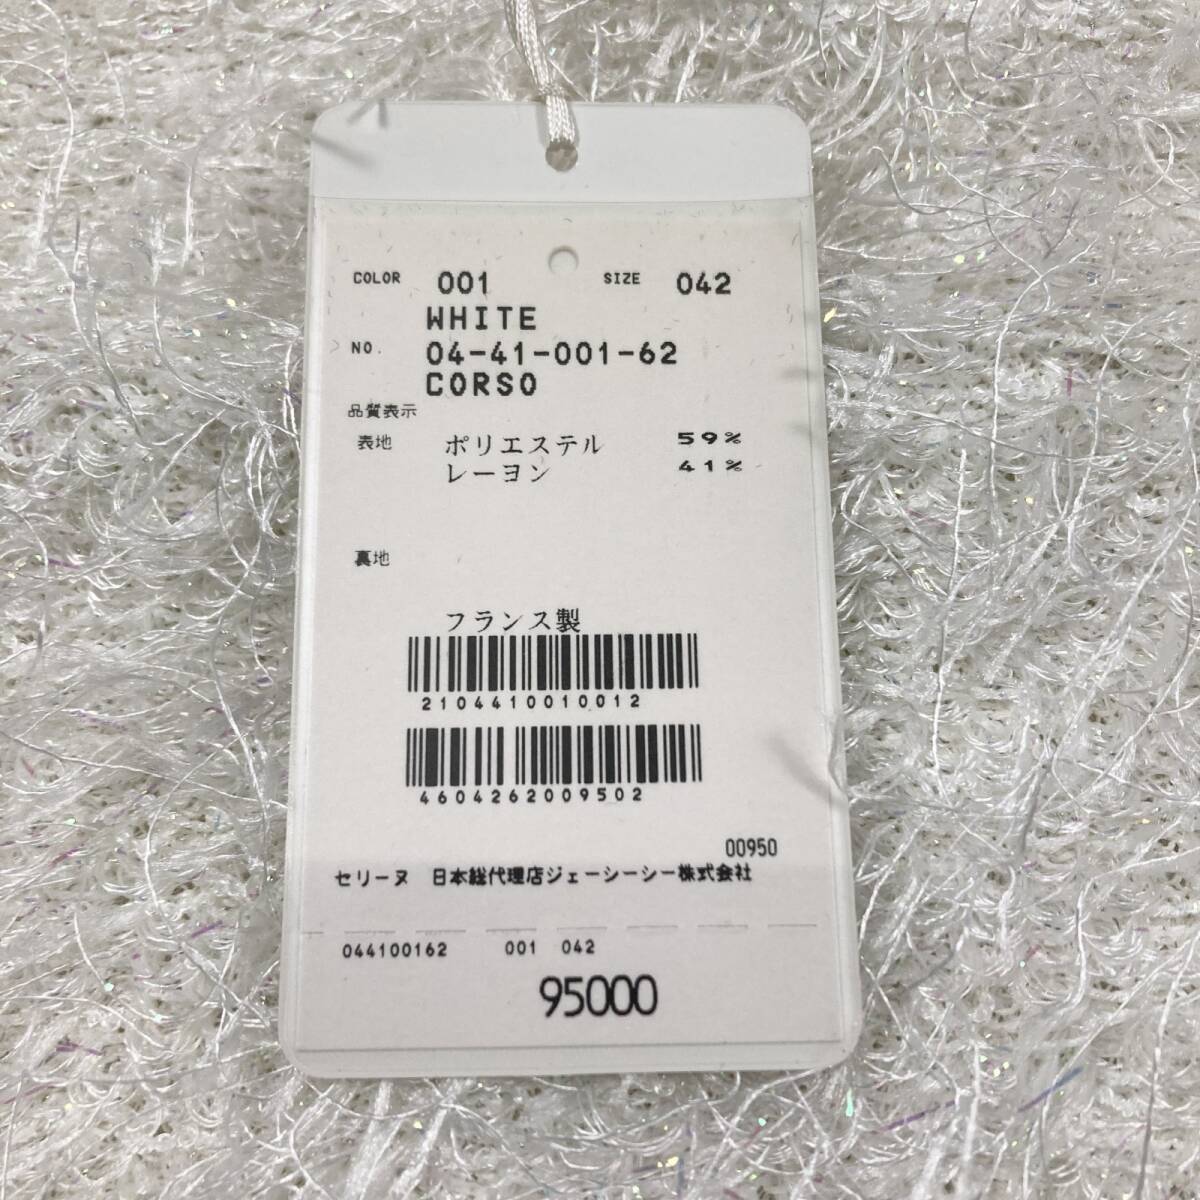 COLOR 001 SIZE 042
WHITE
NO. 04-41-001-62
CORSO
品質表示
表地 ポリエステル 59%
レーヨン 41%
裏地
フランス製
2104410010012
4604262009502
00950
セリーヌ 日本総代理店ジェーシーシー株式会社
044100162 001 042
95000